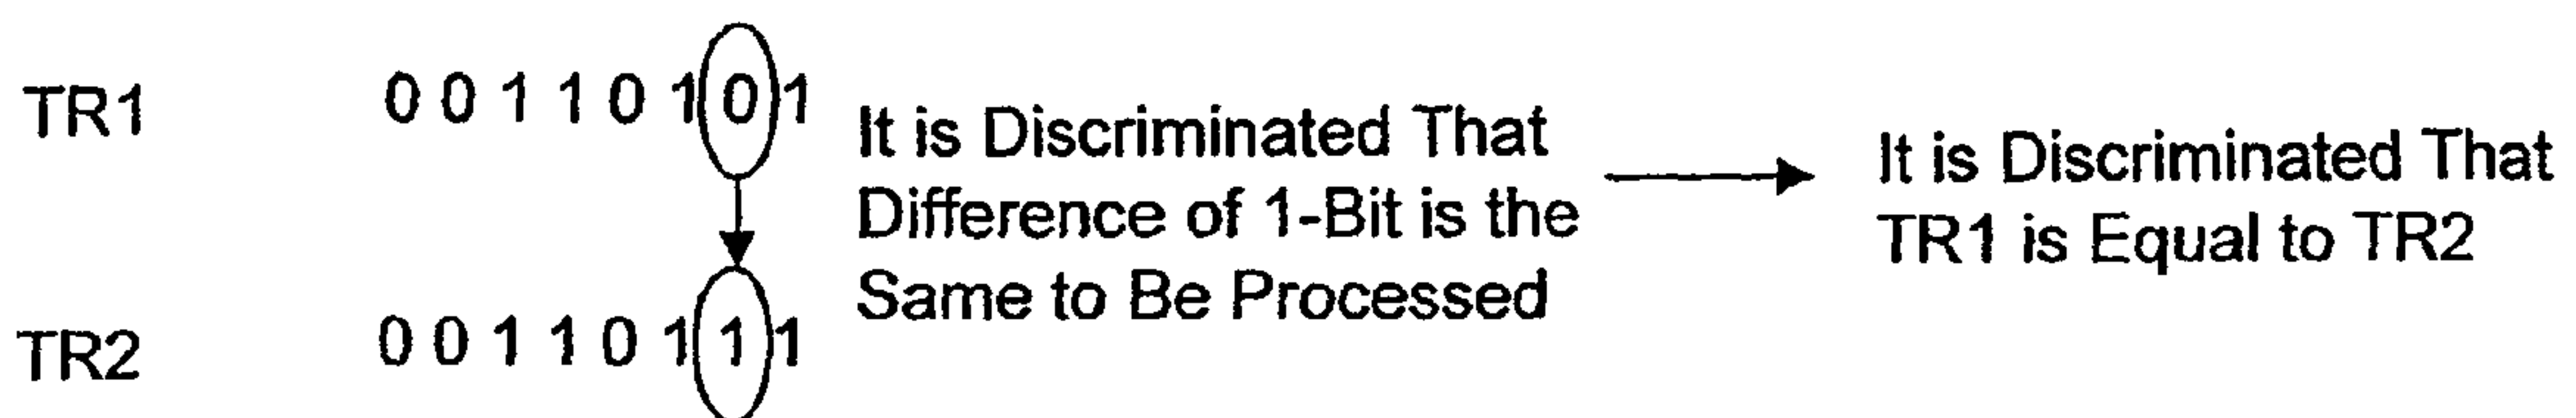 TR1 0 0 1 1 0 1 0 1
It is Discriminated That
Difference of 1-Bit is the
Same to Be Processed
It is Discriminated That
TR1 is Equal to TR2
TR2 0 0 1 1 0 1 1 1